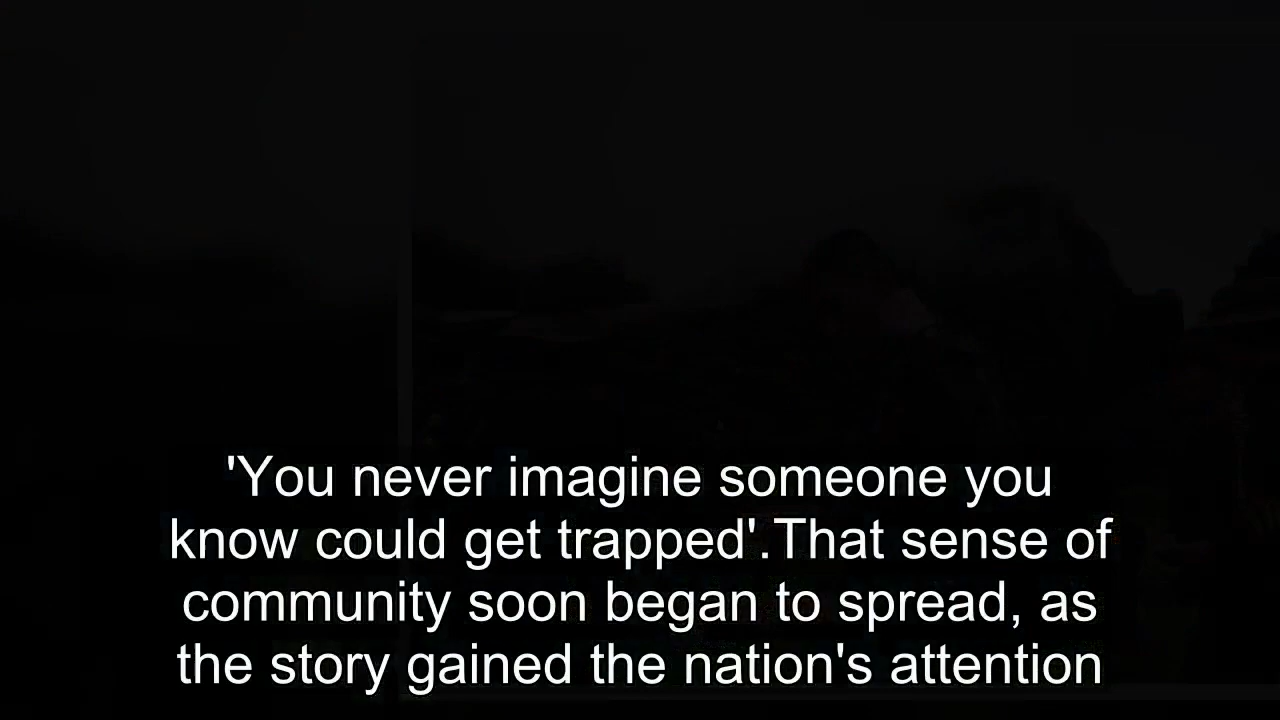 'You never imagine someone you
know could get trapped'.That sense of
community soon began to spread, as
the story gained the nation's attention